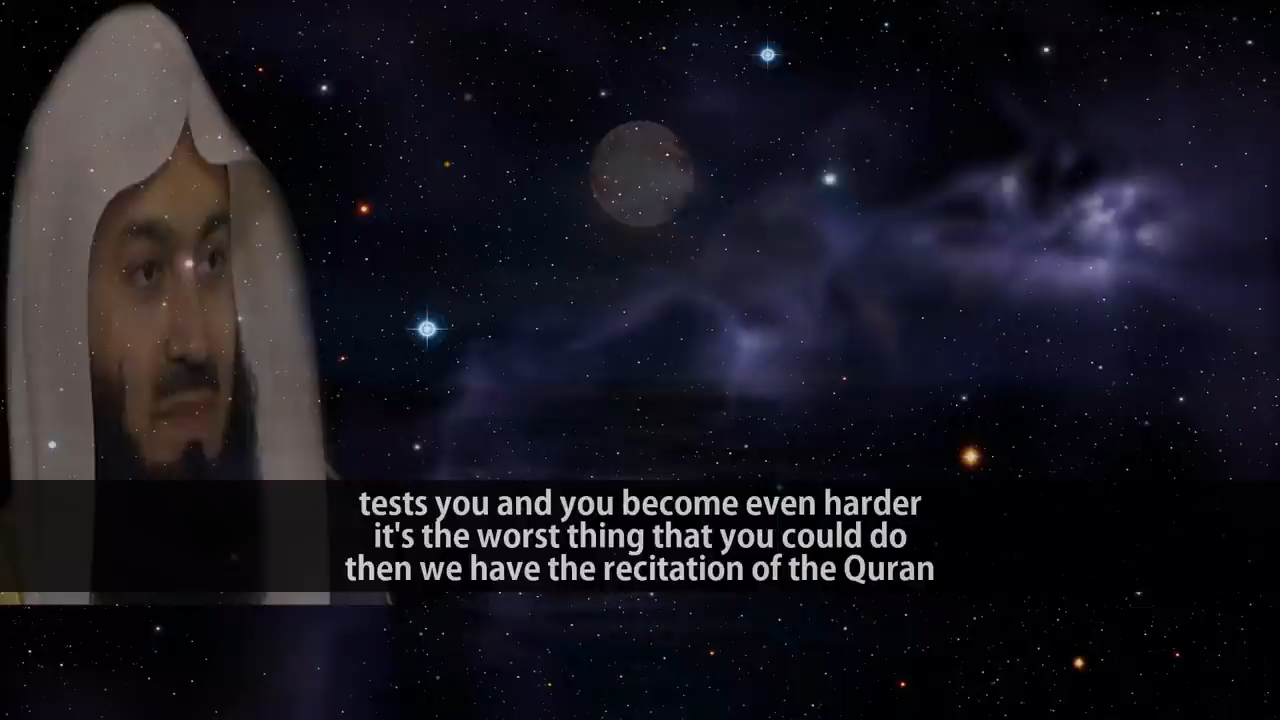 tests you and you become even harder
it's the worst thing that you could do
then we have the recitation of the Quran